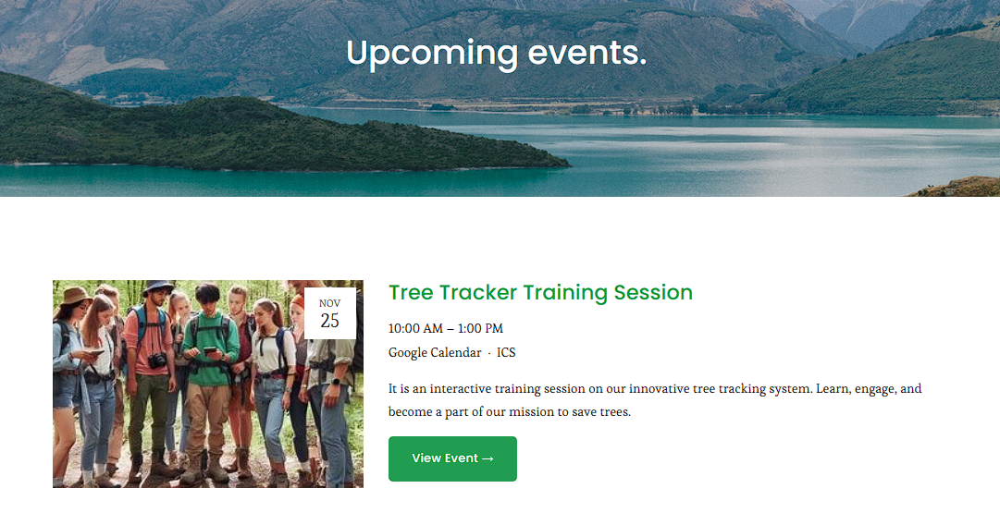 Upcoming events.
NOV
25
Tree Tracker Training Session
10:00 AM – 1:00 PM
Google Calendar · ICS
It is an interactive training session on our innovative tree tracking system. Learn, engage, and
become a part of our mission to save trees.
View Event →